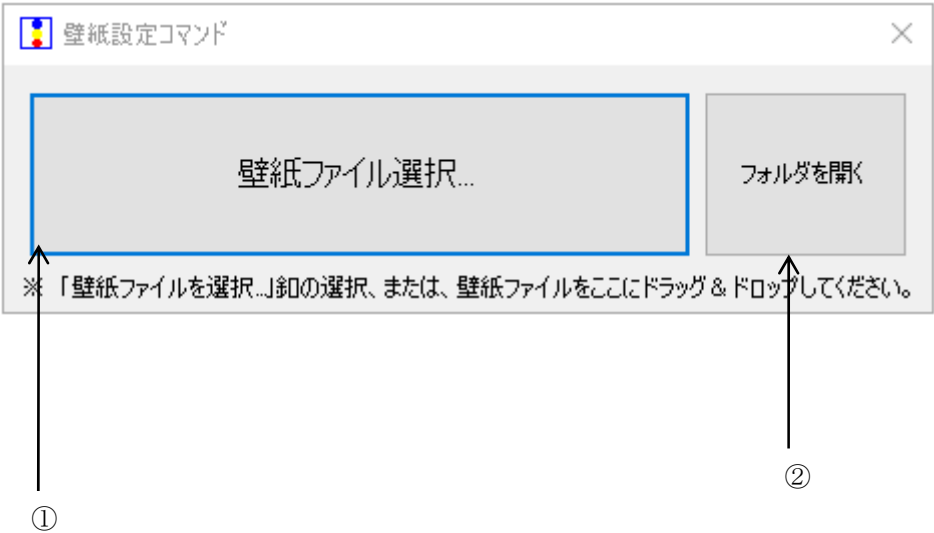 壁紙設定コマンド
壁紙ファイル選択...
フォルダを開く
※ 「壁紙ファイルを選択...」釦の選択、または、壁紙ファイルをここにドラッグ & ドロップしてください。
②
①